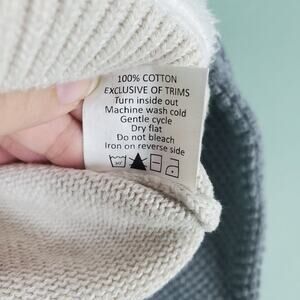 100% COTTON
EXCLUSIVE OF TRIMS
Turn inside out
Machine wash cold
Gentle cycle
Dry flat
Do not bleach
Iron on reverse side
30°